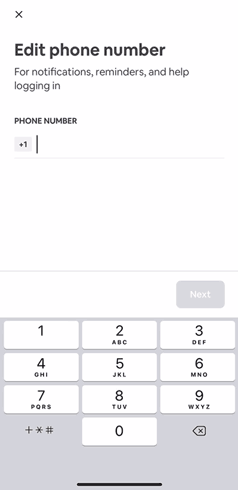 Edit phone number
For notifications, reminders, and help
logging in
PHONE NUMBER
+1
Next
1 2 3
ABC DEF
4 5 6
GHI JKL MNO
7 8 9
PQRS TUV WXYZ
+*# 0